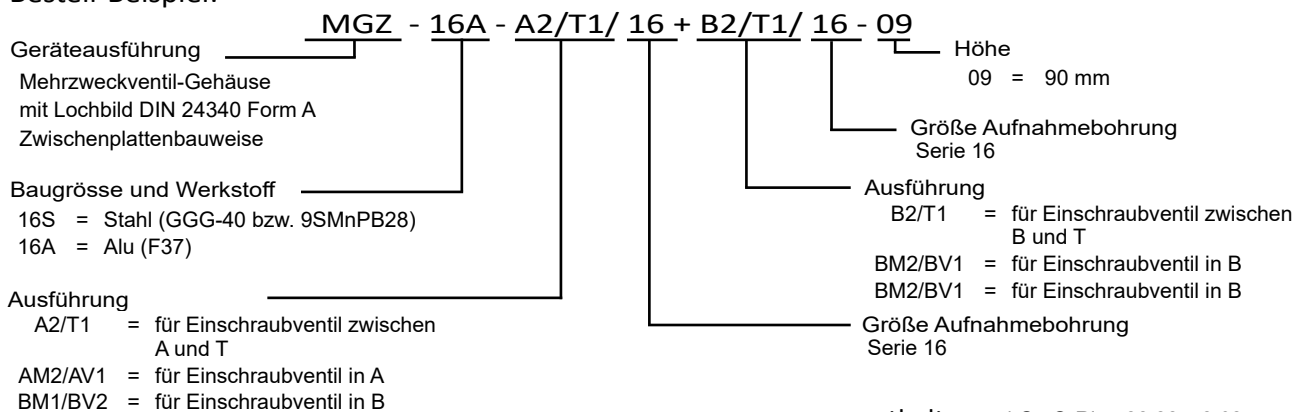 MGZ - 16A - A2/T1/ 16 + B2/T1/ 16 - 09
Geräteausführung
Mehrzweckventil-Gehäuse
mit Lochbild DIN 24340 Form A
Zwischenplattenbauweise
Baugrösse und Werkstoff
16S = Stahl (GGG-40 bzw. 9SMnPB28)
16A = Alu (F37)
Ausführung
A2/T1 = für Einschraubventil zwischen
A und T
AM2/AV1 = für Einschraubventil in A
BM1/BV2 = für Einschraubventil in B
Höhe
09 = 90 mm
Größe Aufnahmebohrung
Serie 16
Ausführung
B2/T1 = für Einschraubventil zwischen
B und T
BM2/BV1 = für Einschraubventil in B
BM2/BV1 = für Einschraubventil in B
Größe Aufnahmebohrung
Serie 16